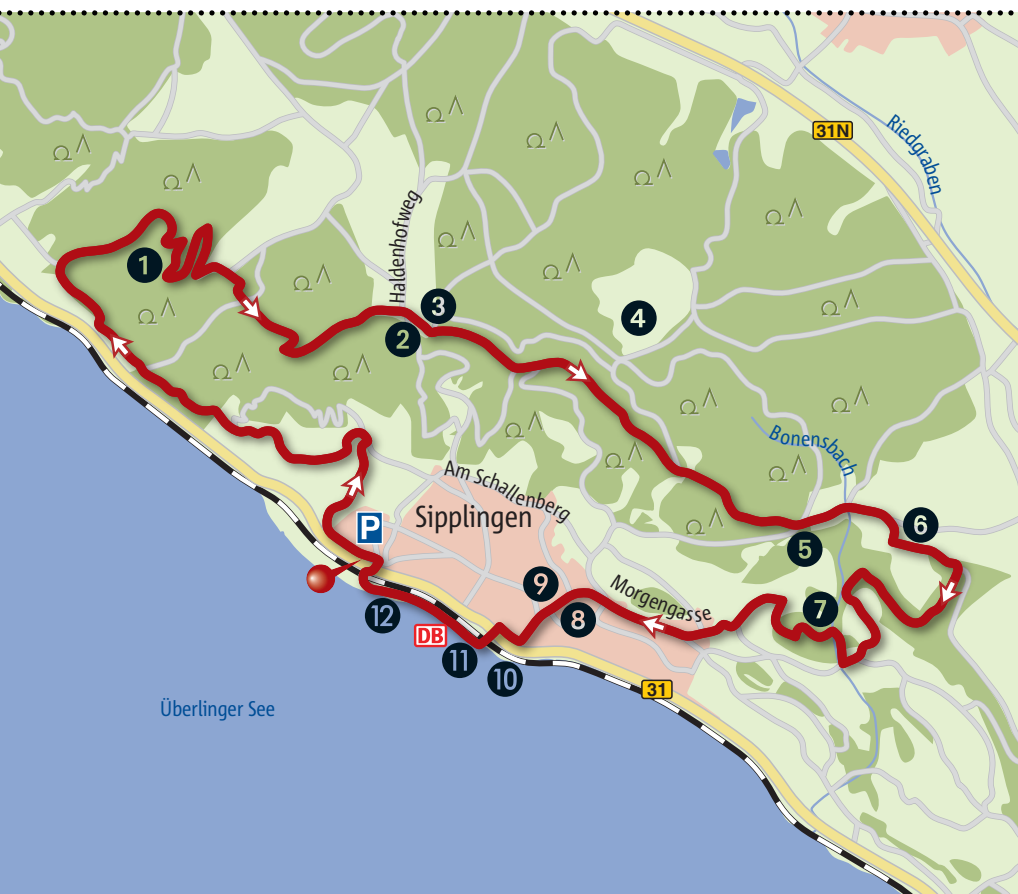 31N
Riedgraben
Haldenhofweg
1
3
2
4
Bonensbach
Am Schallenberg
Sipplingen
P
6
5
9
Morgengasse
7
8
12
DB
11
10
31
Überlinger See